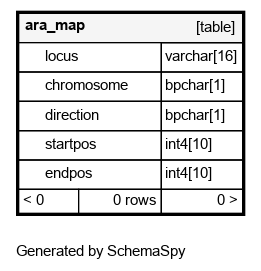 ara_map [table]
locus varchar[16]
chromosome bpchar[1]
direction bpchar[1]
startpos int4[10]
endpos int4[10]
< 0 0 rows 0 >
Generated by SchemaSpy